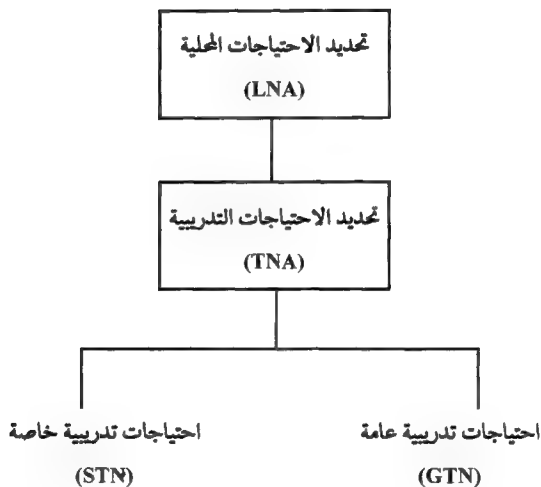 تحديد الاحتياجات المحلية
(LNA)
تحديد الاحتياجات التدريبية
(TNA)
احتياجات تدريبية عامة
(GTN)
احتياجات تدريبية خاصة
(STN)